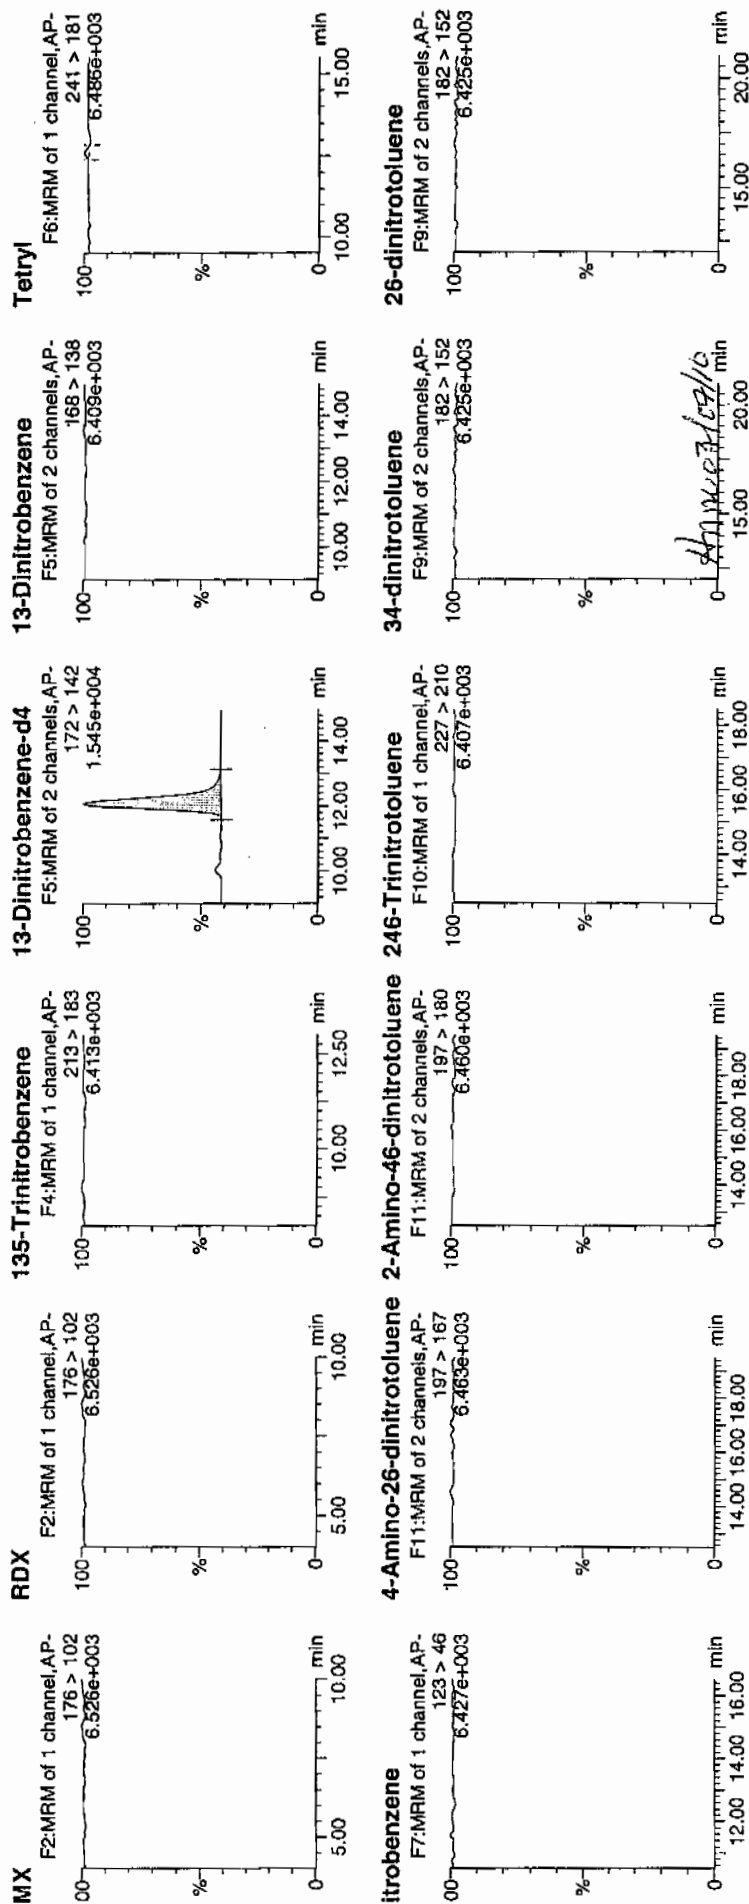 MX
F2:MRM of 1 channel,AP-
176 > 102
6.526e+003
00
%
0
5.00
10.00
min
RDX
F2:MRM of 1 channel,AP-
176 > 102
6.526e+003
100
%
0
5.00
10.00
min
135-Trinitrobenzene
F4:MRM of 1 channel,AP-
213 > 183
6.413e+003
100
%
0
10.00
12.50
min
13-Dinitrobenzene-d4
F5:MRM of 2 channels,AP-
172 > 142
1.545e+004
100
%
0
10.00
12.00
14.00
min
13-Dinitrobenzene
F5:MRM of 2 channels,AP-
168 > 138
6.409e+003
100
%
0
10.00
12.00
14.00
min
Tetryl
F6:MRM of 1 channel,AP-
241 > 181
6.486e+003
100
%
0
10.00
15.00
min
itrobenzene
F7:MRM of 1 channel,AP-
123 > 46
6.427e+003
00
%
0
12.00
14.00
16.00
min
4-Amino-26-dinitrotoluene
F11:MRM of 2 channels,AP-
197 > 167
6.463e+003
100
%
0
14.00
16.00
18.00
min
2-Amino-46-dinitrotoluene
F11:MRM of 2 channels,AP-
197 > 180
6.460e+003
100
%
0
14.00
16.00
18.00
min
246-Trinitrotoluene
F10:MRM of 1 channel,AP-
227 > 210
6.407e+003
100
%
0
14.00
16.00
18.00
min
34-dinitrotoluene
F9:MRM of 2 channels,AP-
182 > 152
6.425e+003
100
%
0
15.00
20.00
min
26-dinitrotoluene
F9:MRM of 2 channels,AP-
182 > 152
6.425e+003
100
%
0
15.00
20.00
min